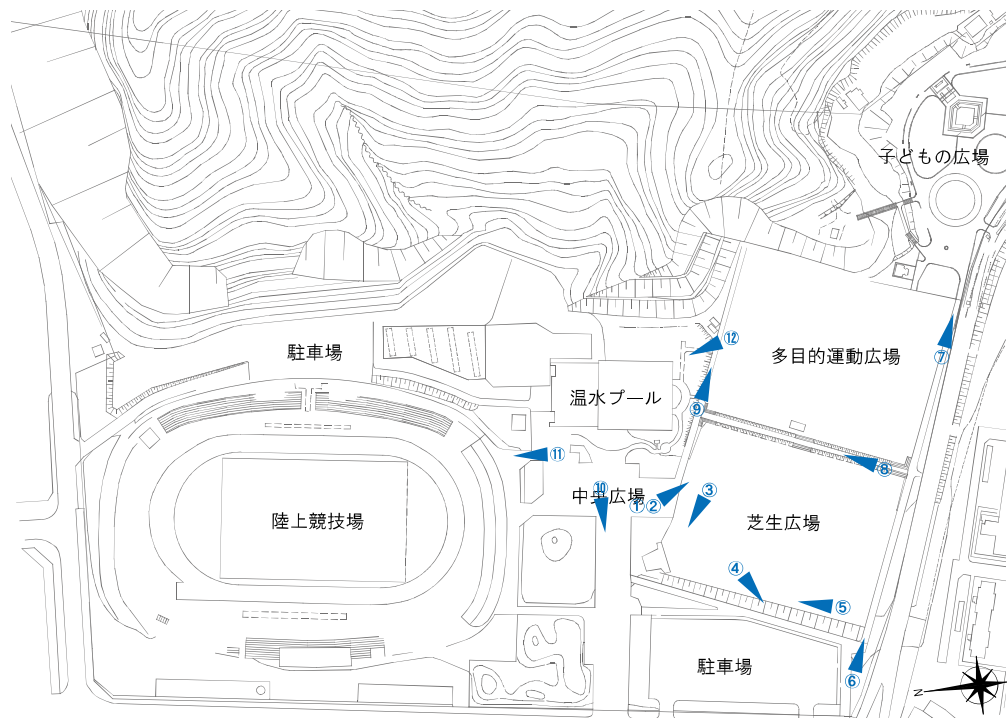 子どもの広場
駐車場
⑫
多目的運動広場
⑦
温水プール
⑨
⑪
⑧
⑩
中央広場
①②
③
陸上競技場
芝生広場
④
⑤
駐車場
⑥
N